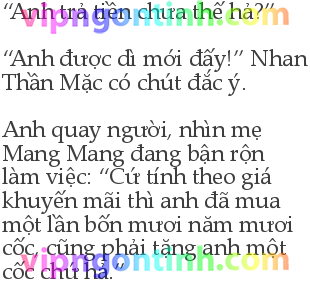 “Anh trả tiền chưa thế hả?”
vipngontinh.com
“Anh được dì mới đấy!” Nhan
Thần Mặc có chút đắc ý.
Anh quay người, nhìn mẹ
Mang Mang đang bận rộn
làm việc: “Cứ tính theo giá
khuyến mãi thì anh đã mua
một lần bốn mươi năm mươi
cốc, cũng phải tặng anh một
vipngontinh.com
cốc chứ hả.”